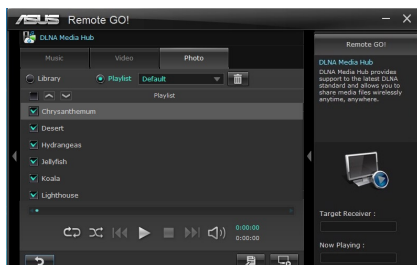 ASUS Remote GO!
DLNA Media Hub
Music Video Photo
Library Playlist Default
Playlist
Chrysanthemum
Desert
Hydrangeas
Jellyfish
Koala
Lighthouse
0:00:00
0:00:00
Remote GO!
DLNA Media Hub
DLNA Media Hub provides
support to the latest DLNA
standard and allows you to
share media files wirelessly
anytime, anywhere.
Target Receiver :
Now Playing :